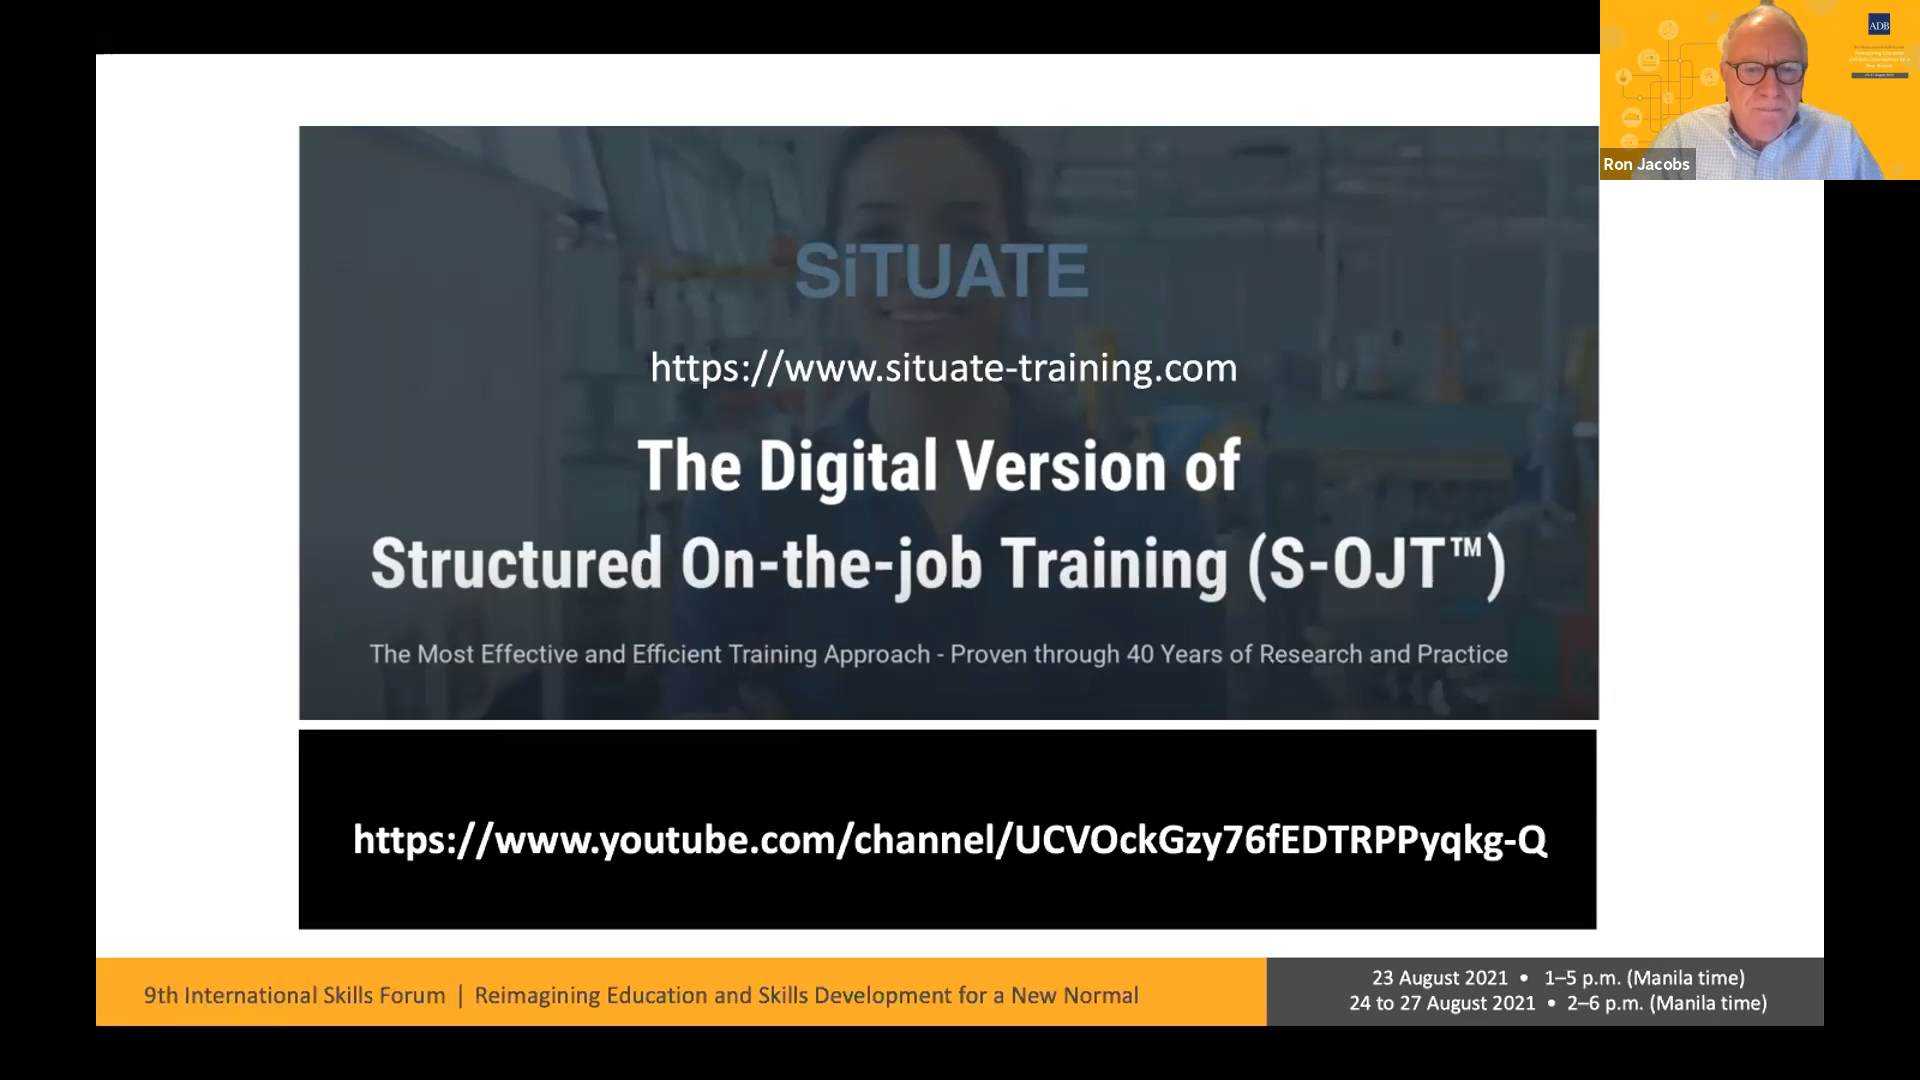 ADB
Ron Jacobs
SiTUATE
https://www.situate-training.com
The Digital Version of
Structured On-the-job Training (S-OJT™)
The Most Effective and Efficient Training Approach - Proven through 40 Years of Research and Practice
https://www.youtube.com/channel/UCVOckGzy76fEDTRPPyqkg-Q
9th International Skills Forum | Reimagining Education and Skills Development for a New Normal
23 August 2021 • 1–5 p.m. (Manila time)
24 to 27 August 2021 • 2–6 p.m. (Manila time)